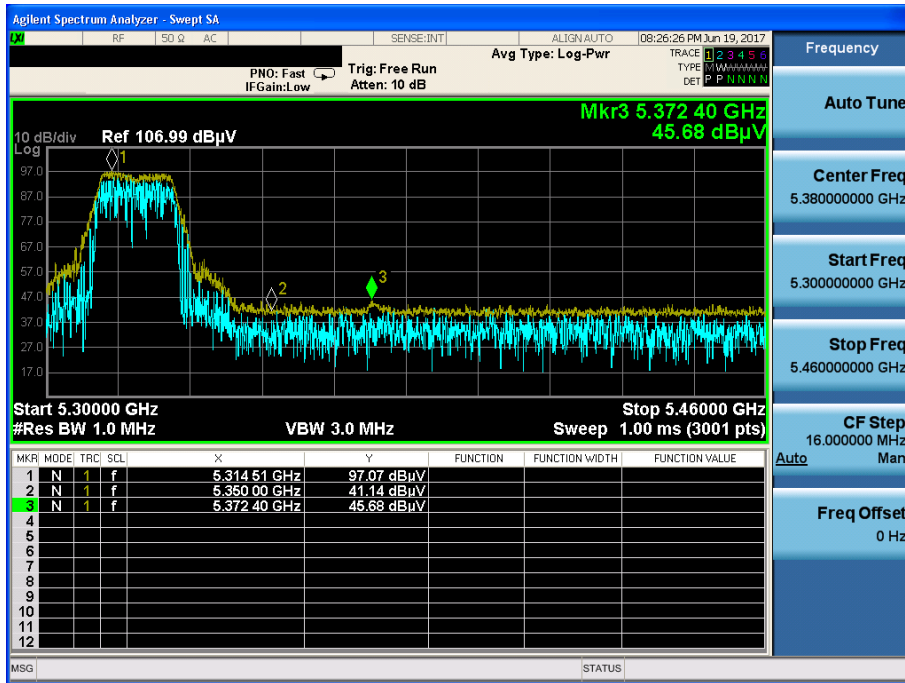 Agilent Spectrum Analyzer - Swept SA
LXI RF 50 Ω AC SENSE:INT ALIGN AUTO 08:26:26 PM Jun 19, 2017
PNO: Fast Trig: Free Run Avg Type: Log-Pwr TRACE 1 2 3 4 5 6
IFGain:Low Atten: 10 dB TYPE M W W W W W
DET P P N N N N
Mkr3 5.372 40 GHz
45.68 dBµV
10 dB/div Ref 106.99 dBµV
Log
97.0
87.0
77.0
67.0
57.0
47.0
37.0
27.0
17.0
1
2
3
Start 5.30000 GHz Stop 5.46000 GHz
#Res BW 1.0 MHz VBW 3.0 MHz Sweep 1.00 ms (3001 pts)
MKR MODE TRC SCL X Y FUNCTION FUNCTION WIDTH FUNCTION VALUE
1 N 1 f 5.314 51 GHz 97.07 dBµV
2 N 1 f 5.350 00 GHz 41.14 dBµV
3 N 1 f 5.372 40 GHz 45.68 dBµV
4
5
6
7
8
9
10
11
12
MSG STATUS
Frequency
Auto Tune
Center Freq
5.380000000 GHz
Start Freq
5.300000000 GHz
Stop Freq
5.460000000 GHz
CF Step
16.000000 MHz
Auto Man
Freq Offset
0 Hz